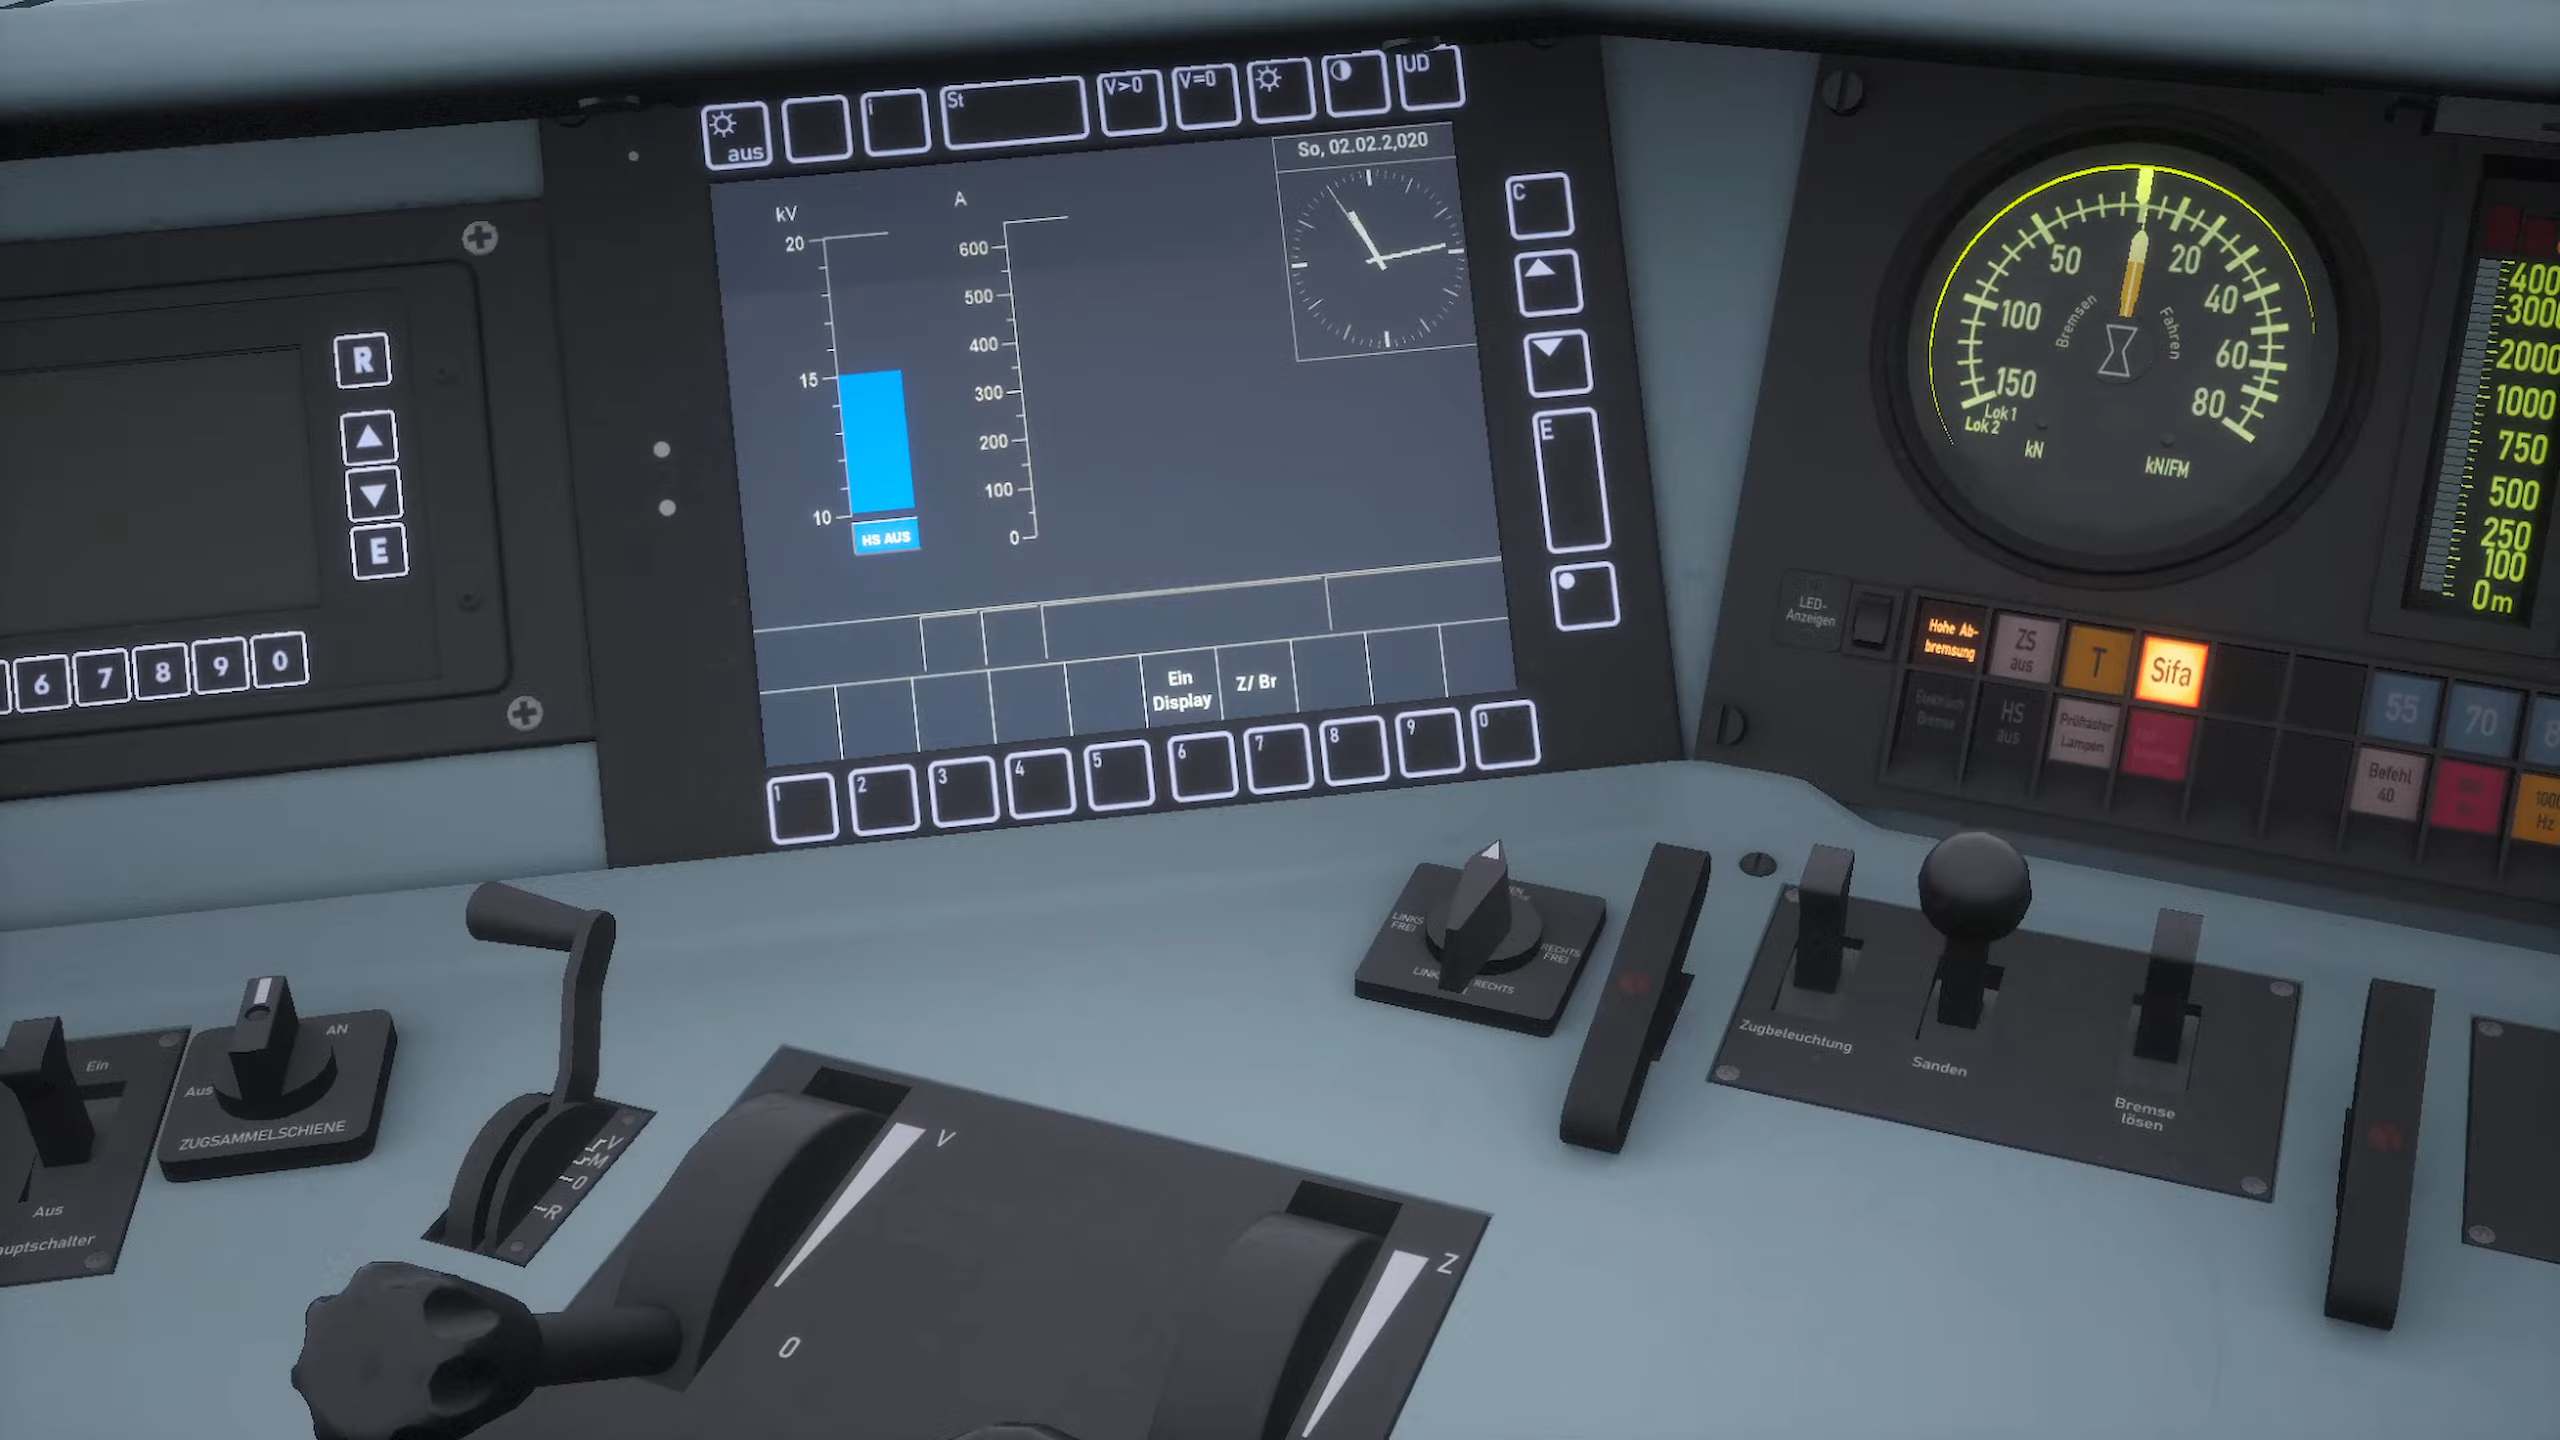 aus
i
St
V>0
V=0
UD
So, 02.02.2,020
kV
A
20
15
10
HS AUS
600
500
400
300
200
100
0
Ein
Display
Z/ Br
1
2
3
4
5
6
7
8
9
0
C
E
R
E
6
7
8
9
0
50
100
150
20
40
60
80
Bremsen
Fahren
Lok 1
Lok 2
kN
kN/FM
3000
2000
1000
750
500
250
100
0m
LED-
Anzeigen
Hohe Ab-
bremsung
ZS
aus
T
Sifa
Elektrisch
Bremse
HS
aus
Prüftaster
Lampen
55
70
Befehl
40
Hz
LINKS
FREI
RECHTS
FREI
RECHTS
Zugbeleuchtung
Sanden
Bremse
lösen
Ein
Aus
AN
Aus
ZUGSAMMELSCHIENE
V
M
0
R
V
0
Z